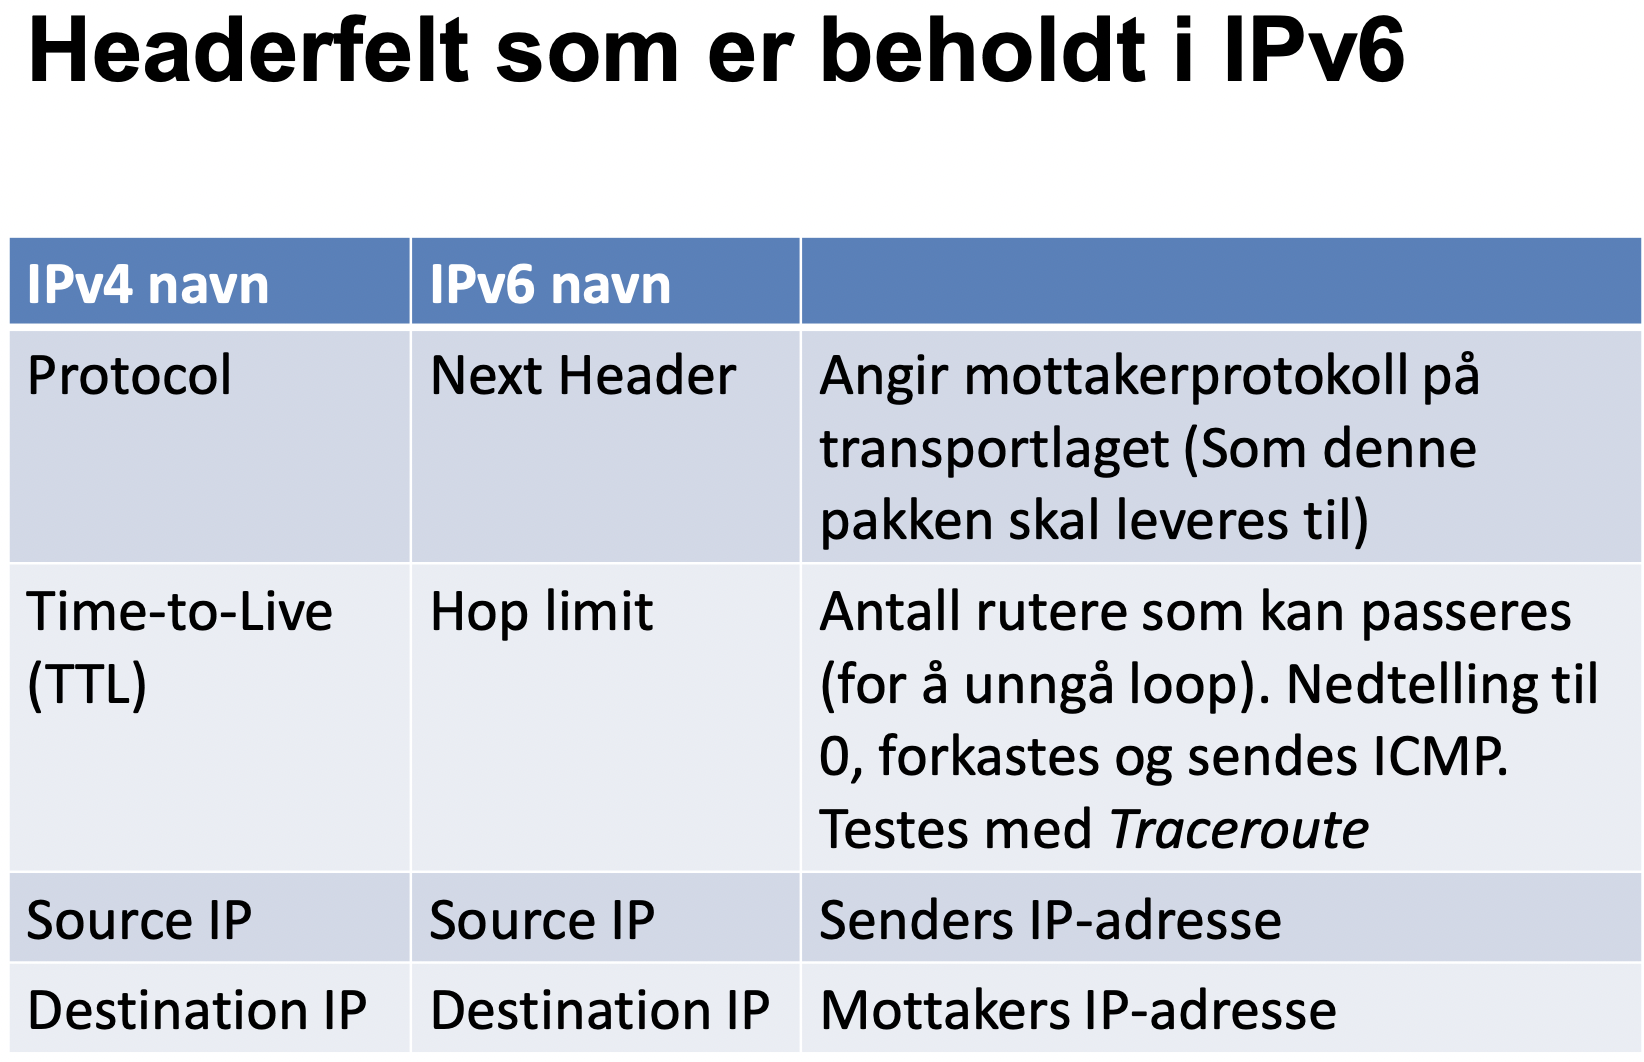 Headerfelt som er beholdt i IPv6
IPv4 navn
IPv6 navn
Protocol
Next Header
Angir mottakerprotokoll på
transportlaget (Som denne
pakken skal leveres til)
Time-to-Live
(TTL)
Hop limit
Antall rutere som kan passeres
(for å unngå loop). Nedtelling til
0, forkastes og sendes ICMP.
Testes med Traceroute
Source IP
Source IP
Senders IP-adresse
Destination IP
Destination IP
Mottakers IP-adresse